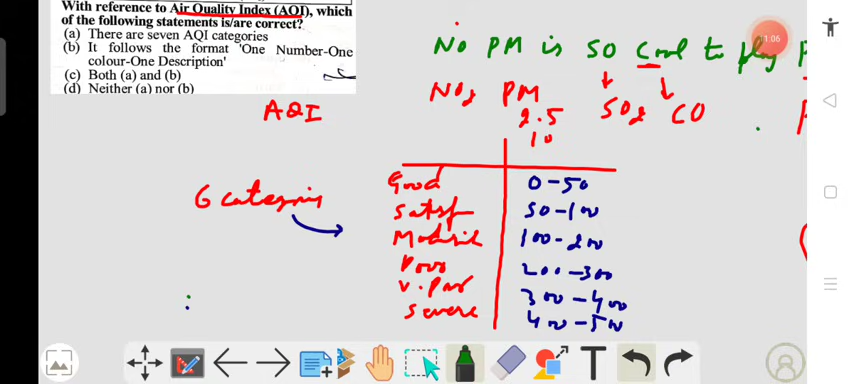 With reference to Air Quality Index (AQI), which
of the following statements is/are correct?
(a) There are seven AQI categories
(b) It follows the format 'One Number-One
colour-One Description'
(c) Both (a) and (b)
(d) Neither (a) nor (b)
1:06
No PM is SO Cool to play
NO2 PM SO2 CO
2.5
10
AQI
6 categories
Good 0-50
Satisf 50-100
Moderate 100-200
Poor 200-300
V. Poor 300-400
Severe 400-500
T